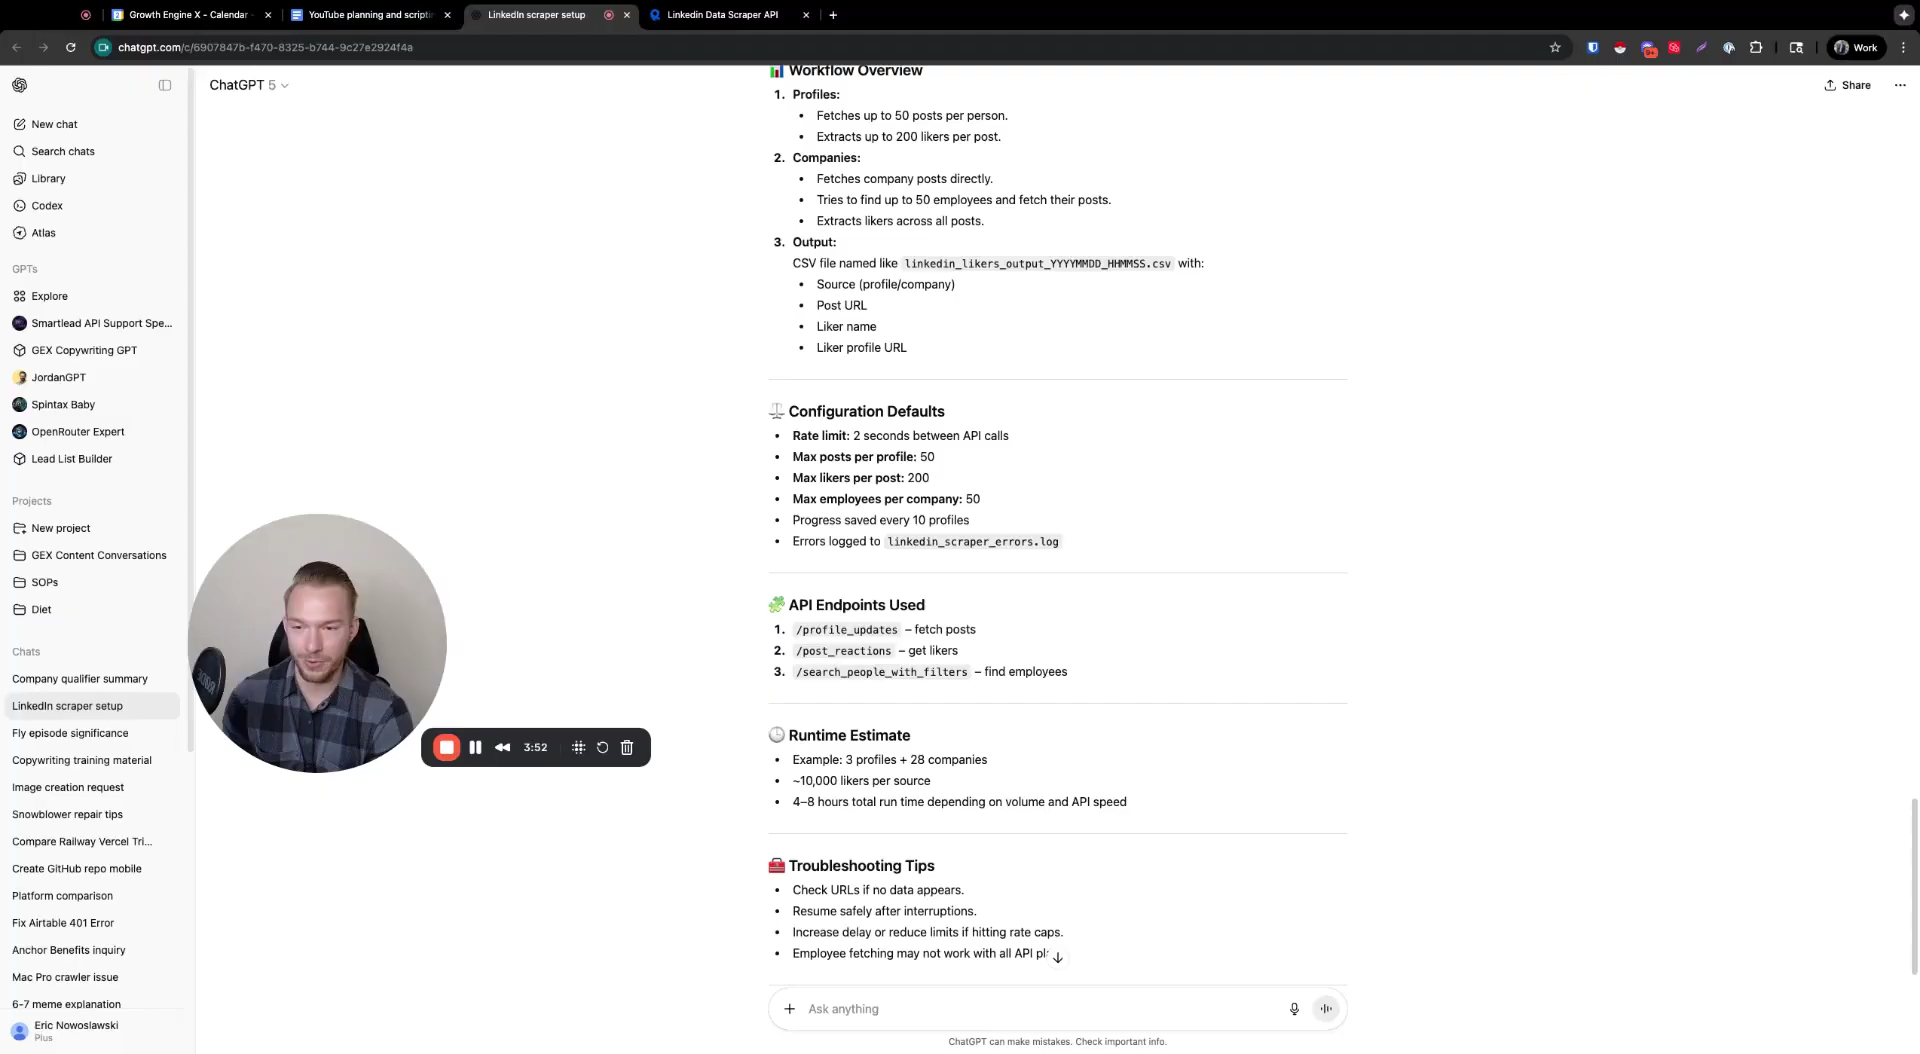 Growth Engine X - Calendar
YouTube planning and scriptin
LinkedIn scraper setup
Linkedin Data Scraper API
chatgpt.com/c/6907847b-f470-8325-b744-9c27e2924f4a
9+
Work
ChatGPT 5
Share
New chat
Search chats
Library
Codex
Atlas
GPTs
Explore
Smartlead API Support Spe...
GEX Copywriting GPT
JordanGPT
Spintax Baby
OpenRouter Expert
Lead List Builder
Projects
New project
GEX Content Conversations
SOPs
Diet
Chats
Company qualifier summary
LinkedIn scraper setup
Fly episode significance
Copywriting training material
Image creation request
Snowblower repair tips
Compare Railway Vercel Tri...
Create GitHub repo mobile
Platform comparison
Fix Airtable 401 Error
Anchor Benefits inquiry
Mac Pro crawler issue
6-7 meme explanation
Eric Nowoslawski
Plus
Workflow Overview
1. Profiles:
• Fetches up to 50 posts per person.
• Extracts up to 200 likers per post.
2. Companies:
• Fetches company posts directly.
• Tries to find up to 50 employees and fetch their posts.
• Extracts likers across all posts.
3. Output:
CSV file named like linkedin_likers_output_YYYYMMDD_HHMMSS.csv with:
• Source (profile/company)
• Post URL
• Liker name
• Liker profile URL
Configuration Defaults
• Rate limit: 2 seconds between API calls
• Max posts per profile: 50
• Max likers per post: 200
• Max employees per company: 50
• Progress saved every 10 profiles
• Errors logged to linkedin_scraper_errors.log
API Endpoints Used
1. /profile_updates – fetch posts
2. /post_reactions – get likers
3. /search_people_with_filters – find employees
Runtime Estimate
• Example: 3 profiles + 28 companies
• ~10,000 likers per source
• 4–8 hours total run time depending on volume and API speed
Troubleshooting Tips
• Check URLs if no data appears.
• Resume safely after interruptions.
• Increase delay or reduce limits if hitting rate caps.
• Employee fetching may not work with all API pl
3:52
Ask anything
ChatGPT can make mistakes. Check important info.